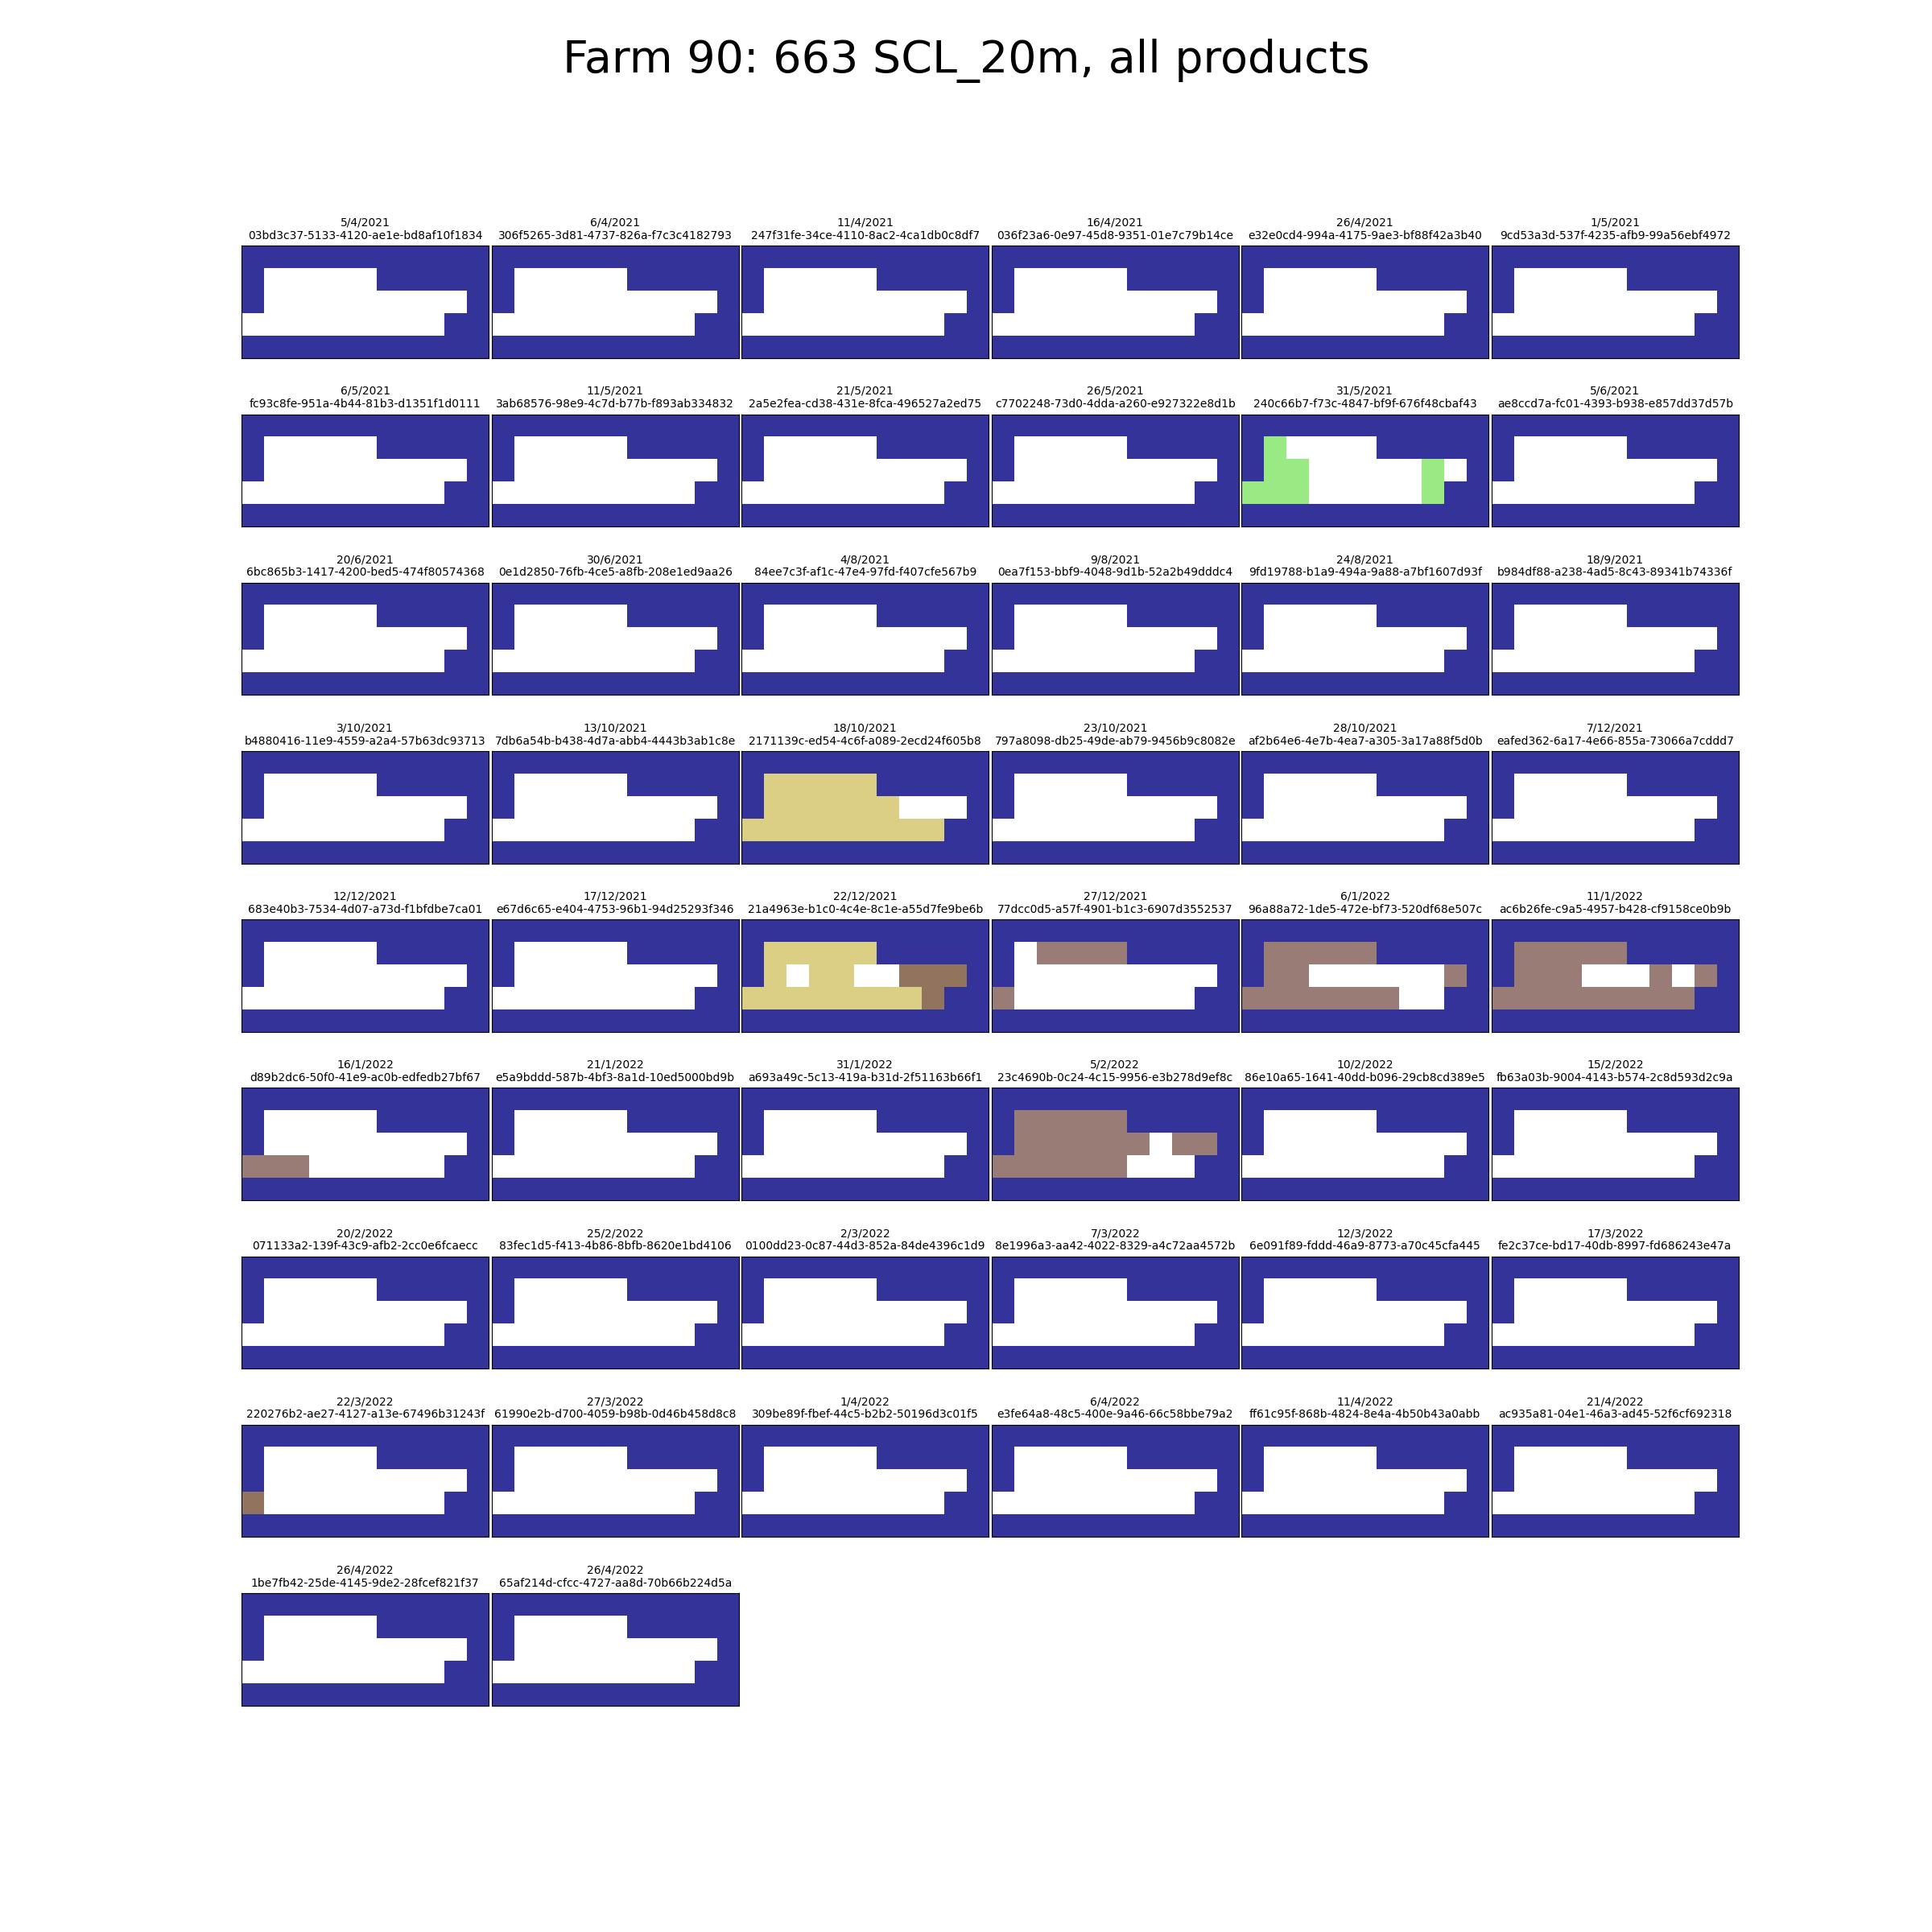 Farm 90: 663 SCL_20m, all products
5/4/2021
03bd3c37-5133-4120-ae1e-bd8af10f1834
6/4/2021
306f5265-3d81-4737-826a-f7c3c4182793
11/4/2021
247f31fe-34ce-4110-8ac2-4ca1db0c8df7
16/4/2021
036f23a6-0e97-45d8-9351-01e7c79b14ce
26/4/2021
e32e0cd4-994a-4175-9ae3-bf88f42a3b40
1/5/2021
9cd53a3d-537f-4235-afb9-99a56ebf4972
6/5/2021
fc93c8fe-951a-4b44-81b3-d1351f1d0111
11/5/2021
3ab68576-98e9-4c7d-b77b-f893ab334832
21/5/2021
2a5e2fea-cd38-431e-8fca-496527a2ed75
26/5/2021
c7702248-73d0-4dda-a260-e927322e8d1b
31/5/2021
240c66b7-f73c-4847-bf9f-676f48cbaf43
5/6/2021
ae8ccd7a-fc01-4393-b938-e857dd37d57b
20/6/2021
6bc865b3-1417-4200-bed5-474f80574368
30/6/2021
0e1d2850-76fb-4ce5-a8fb-208e1ed9aa26
4/8/2021
84ee7c3f-af1c-47e4-97fd-f407cfe567b9
9/8/2021
0ea7f153-bbf9-4048-9d1b-52a2b49dddc4
24/8/2021
9fd19788-b1a9-494a-9a88-a7bf1607d93f
18/9/2021
b984df88-a238-4ad5-8c43-89341b74336f
3/10/2021
b4880416-11e9-4559-a2a4-57b63dc93713
13/10/2021
7db6a54b-b438-4d7a-abb4-4443b3ab1c8e
18/10/2021
2171139c-ed54-4c6f-a089-2ecd24f605b8
23/10/2021
797a8098-db25-49de-ab79-9456b9c8082e
28/10/2021
af2b64e6-4e7b-4ea7-a305-3a17a88f5d0b
7/12/2021
eafed362-6a17-4e66-855a-73066a7cddd7
12/12/2021
683e40b3-7534-4d07-a73d-f1bfdbe7ca01
17/12/2021
e67d6c65-e404-4753-96b1-94d25293f346
22/12/2021
21a4963e-b1c0-4c4e-8c1e-a55d7fe9be6b
27/12/2021
77dcc0d5-a57f-4901-b1c3-6907d3552537
6/1/2022
96a88a72-1de5-472e-bf73-520df68e507c
11/1/2022
ac6b26fe-c9a5-4957-b428-cf9158ce0b9b
16/1/2022
d89b2dc6-50f0-41e9-ac0b-edfedb27bf67
21/1/2022
e5a9bddd-587b-4bf3-8a1d-10ed5000bd9b
31/1/2022
a693a49c-5c13-419a-b31d-2f51163b66f1
5/2/2022
23c4690b-0c24-4c15-9956-e3b278d9ef8c
10/2/2022
86e10a65-1641-40dd-b096-29cb8cd389e5
15/2/2022
fb63a03b-9004-4143-b574-2c8d593d2c9a
20/2/2022
071133a2-139f-43c9-afb2-2cc0e6fcaecc
25/2/2022
83fec1d5-f413-4b86-8bfb-8620e1bd4106
2/3/2022
0100dd23-0c87-44d3-852a-84de4396c1d9
7/3/2022
8e1996a3-aa42-4022-8329-a4c72aa4572b
12/3/2022
6e091f89-fddd-46a9-8773-a70c45cfa445
17/3/2022
fe2c37ce-bd17-40db-8997-fd686243e47a
22/3/2022
220276b2-ae27-4127-a13e-67496b31243f
27/3/2022
61990e2b-d700-4059-b98b-0d46b458d8c8
1/4/2022
309be89f-fbef-44c5-b2b2-50196d3c01f5
6/4/2022
e3fe64a8-48c5-400e-9a46-66c58bbe79a2
11/4/2022
ff61c95f-868b-4824-8e4a-4b50b43a0abb
21/4/2022
ac935a81-04e1-46a3-ad45-52f6cf692318
26/4/2022
1be7fb42-25de-4145-9de2-28fcef821f37
26/4/2022
65af214d-cfcc-4727-aa8d-70b66b224d5a